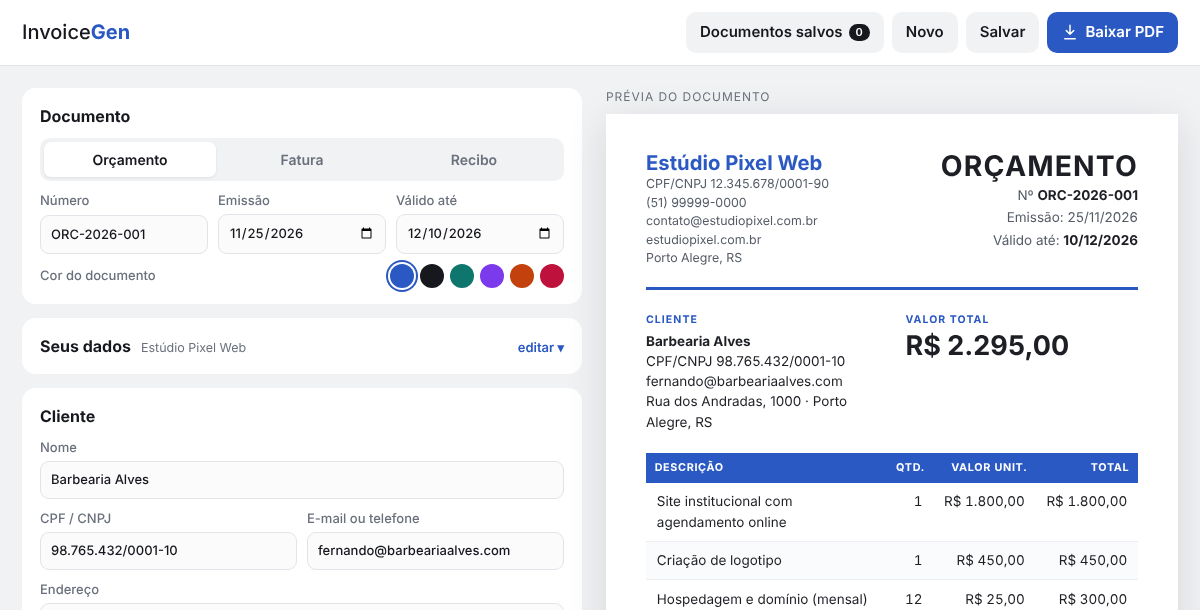 InvoiceGen
Documentos salvos 0
Novo
Salvar
Baixar PDF
Documento
Orçamento
Fatura
Recibo
Número
Emissão
Válido até
ORC-2026-001
11/25/2026
12/10/2026
Cor do documento
Seus dados Estúdio Pixel Web
editar ▾
Cliente
Nome
Barbearia Alves
CPF / CNPJ
E-mail ou telefone
98.765.432/0001-10
fernando@barbeariaalves.com
Endereço
PRÉVIA DO DOCUMENTO
Estúdio Pixel Web
CPF/CNPJ 12.345.678/0001-90
(51) 99999-0000
contato@estudiopixel.com.br
estudiopixel.com.br
Porto Alegre, RS
ORÇAMENTO
Nº ORC-2026-001
Emissão: 25/11/2026
Válido até: 10/12/2026
CLIENTE
Barbearia Alves
CPF/CNPJ 98.765.432/0001-10
fernando@barbeariaalves.com
Rua dos Andradas, 1000 · Porto
Alegre, RS
VALOR TOTAL
R$ 2.295,00
DESCRIÇÃO QTD. VALOR UNIT. TOTAL
Site institucional com 1 R$ 1.800,00 R$ 1.800,00
agendamento online
Criação de logotipo 1 R$ 450,00 R$ 450,00
Hospedagem e domínio (mensal) 12 R$ 25,00 R$ 300,00